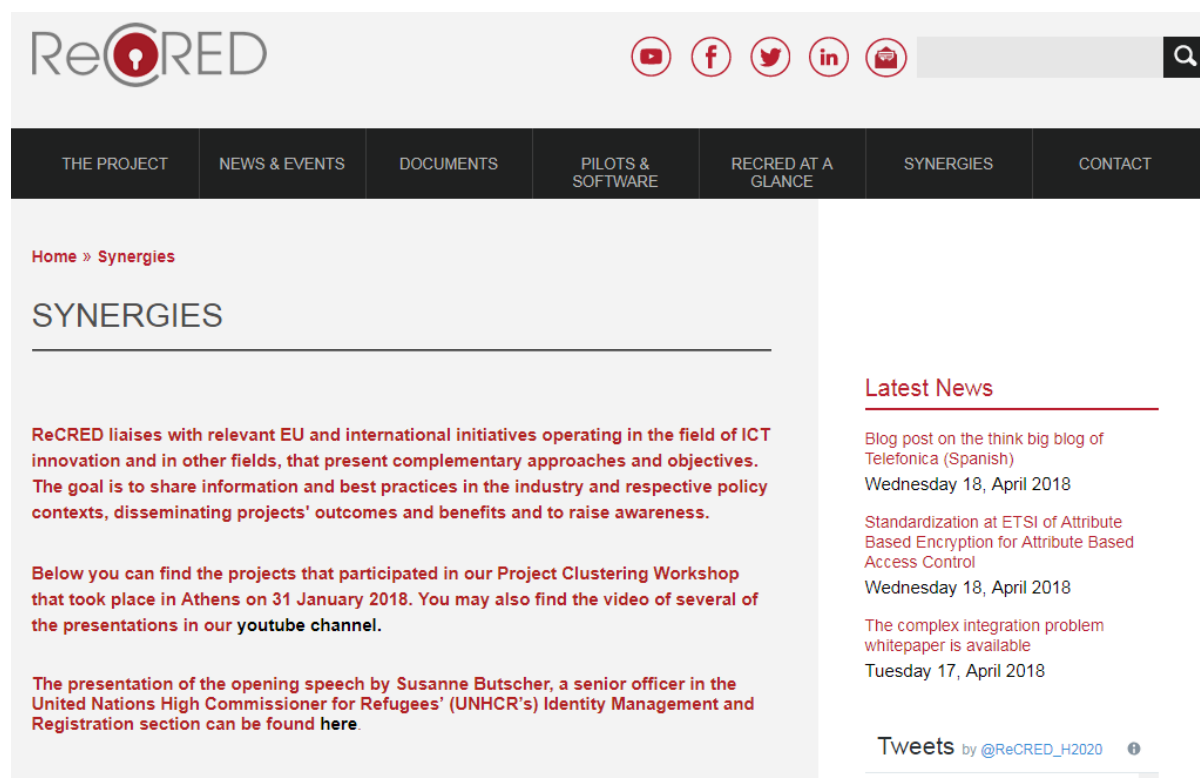 ReCRED
THE PROJECT
NEWS & EVENTS
DOCUMENTS
PILOTS &
SOFTWARE
RECRED AT A
GLANCE
SYNERGIES
CONTACT
Home » Synergies
SYNERGIES
ReCRED liaises with relevant EU and international initiatives operating in the field of ICT
innovation and in other fields, that present complementary approaches and objectives.
The goal is to share information and best practices in the industry and respective policy
contexts, disseminating projects' outcomes and benefits and to raise awareness.
Below you can find the projects that participated in our Project Clustering Workshop
that took place in Athens on 31 January 2018. You may also find the video of several of
the presentations in our youtube channel.
The presentation of the opening speech by Susanne Butscher, a senior officer in the
United Nations High Commissioner for Refugees’ (UNHCR’s) Identity Management and
Registration section can be found here.
Latest News
Blog post on the think big blog of
Telefonica (Spanish)
Wednesday 18, April 2018
Standardization at ETSI of Attribute
Based Encryption for Attribute Based
Access Control
Wednesday 18, April 2018
The complex integration problem
whitepaper is available
Tuesday 17, April 2018
Tweets by @ReCRED_H2020